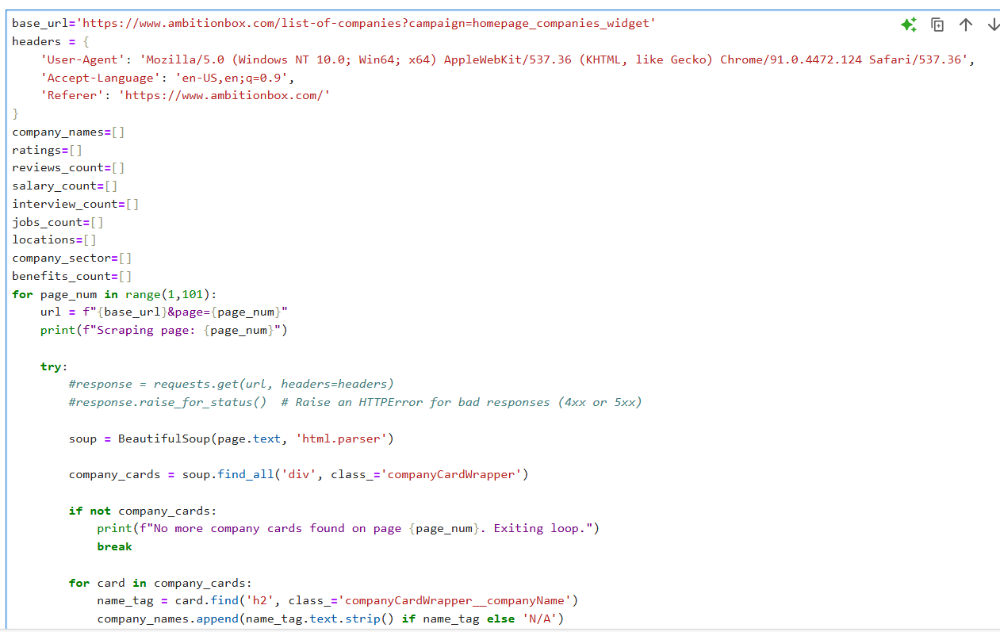 base_url='https://www.ambitionbox.com/list-of-companies?campaign=homepage_companies_widget'
headers = {
    'User-Agent': 'Mozilla/5.0 (Windows NT 10.0; Win64; x64) AppleWebKit/537.36 (KHTML, like Gecko) Chrome/91.0.4472.124 Safari/537.36',
    'Accept-Language': 'en-US,en;q=0.9',
    'Referer': 'https://www.ambitionbox.com/'
}
company_names=[]
ratings=[]
reviews_count=[]
salary_count=[]
interview_count=[]
jobs_count=[]
locations=[]
company_sector=[]
benefits_count=[]
for page_num in range(1,101):
    url = f"{base_url}&page={page_num}"
    print(f"Scraping page: {page_num}")

    try:
        #response = requests.get(url, headers=headers)
        #response.raise_for_status()  # Raise an HTTPError for bad responses (4xx or 5xx)

        soup = BeautifulSoup(page.text, 'html.parser')

        company_cards = soup.find_all('div', class_='companyCardWrapper')

        if not company_cards:
            print(f"No more company cards found on page {page_num}. Exiting loop.")
            break

        for card in company_cards:
            name_tag = card.find('h2', class_='companyCardWrapper__companyName')
            company_names.append(name_tag.text.strip() if name_tag else 'N/A')